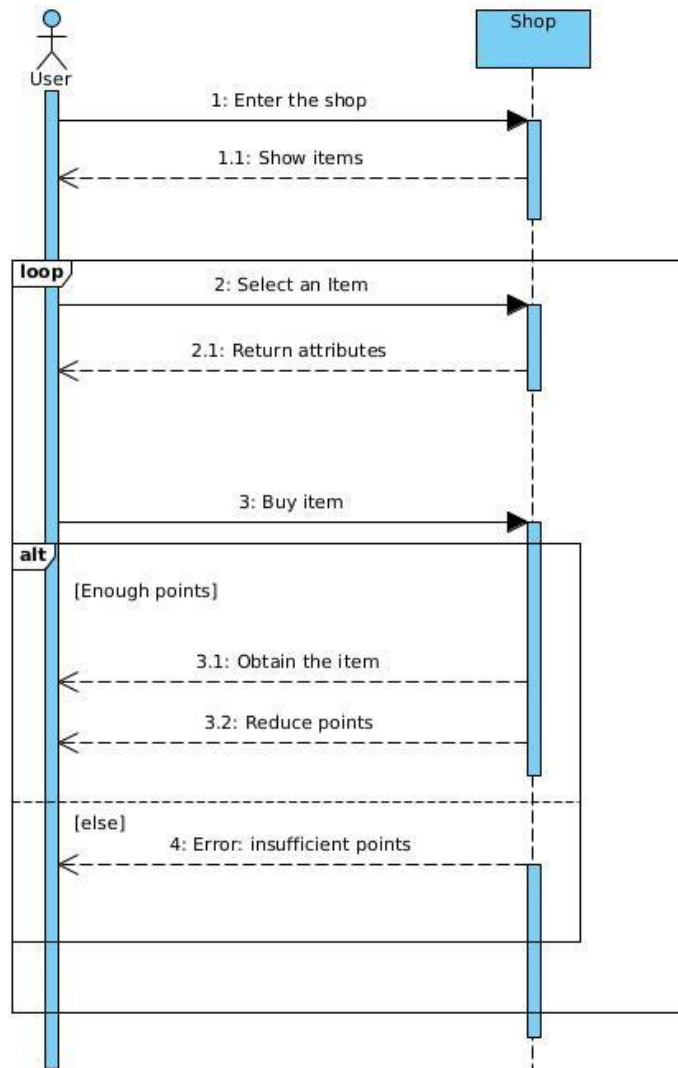 Shop
User
1: Enter the shop
1.1: Show items
loop
2: Select an Item
2.1: Return attributes
3: Buy item
alt
[Enough points]
3.1: Obtain the item
3.2: Reduce points
[else]
4: Error: insufficient points